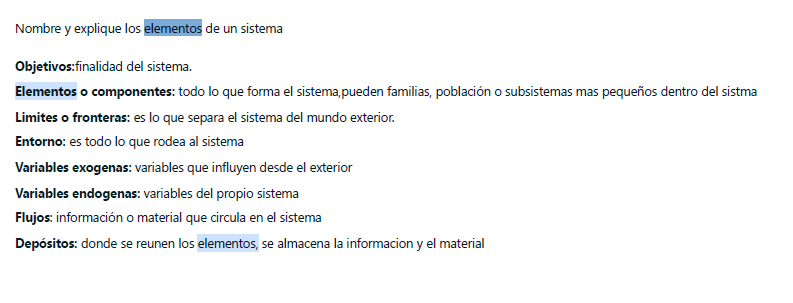 Nombre y explique los elementos de un sistema
Objetivos:finalidad del sistema.
Elementos o componentes: todo lo que forma el sistema,pueden familias, población o subsistemas mas pequeños dentro del sistma
Limites o fronteras: es lo que separa el sistema del mundo exterior.
Entorno: es todo lo que rodea al sistema
Variables exogenas: variables que influyen desde el exterior
Variables endogenas: variables del propio sistema
Flujos: información o material que circula en el sistema
Depósitos: donde se reunen los elementos, se almacena la informacion y el material